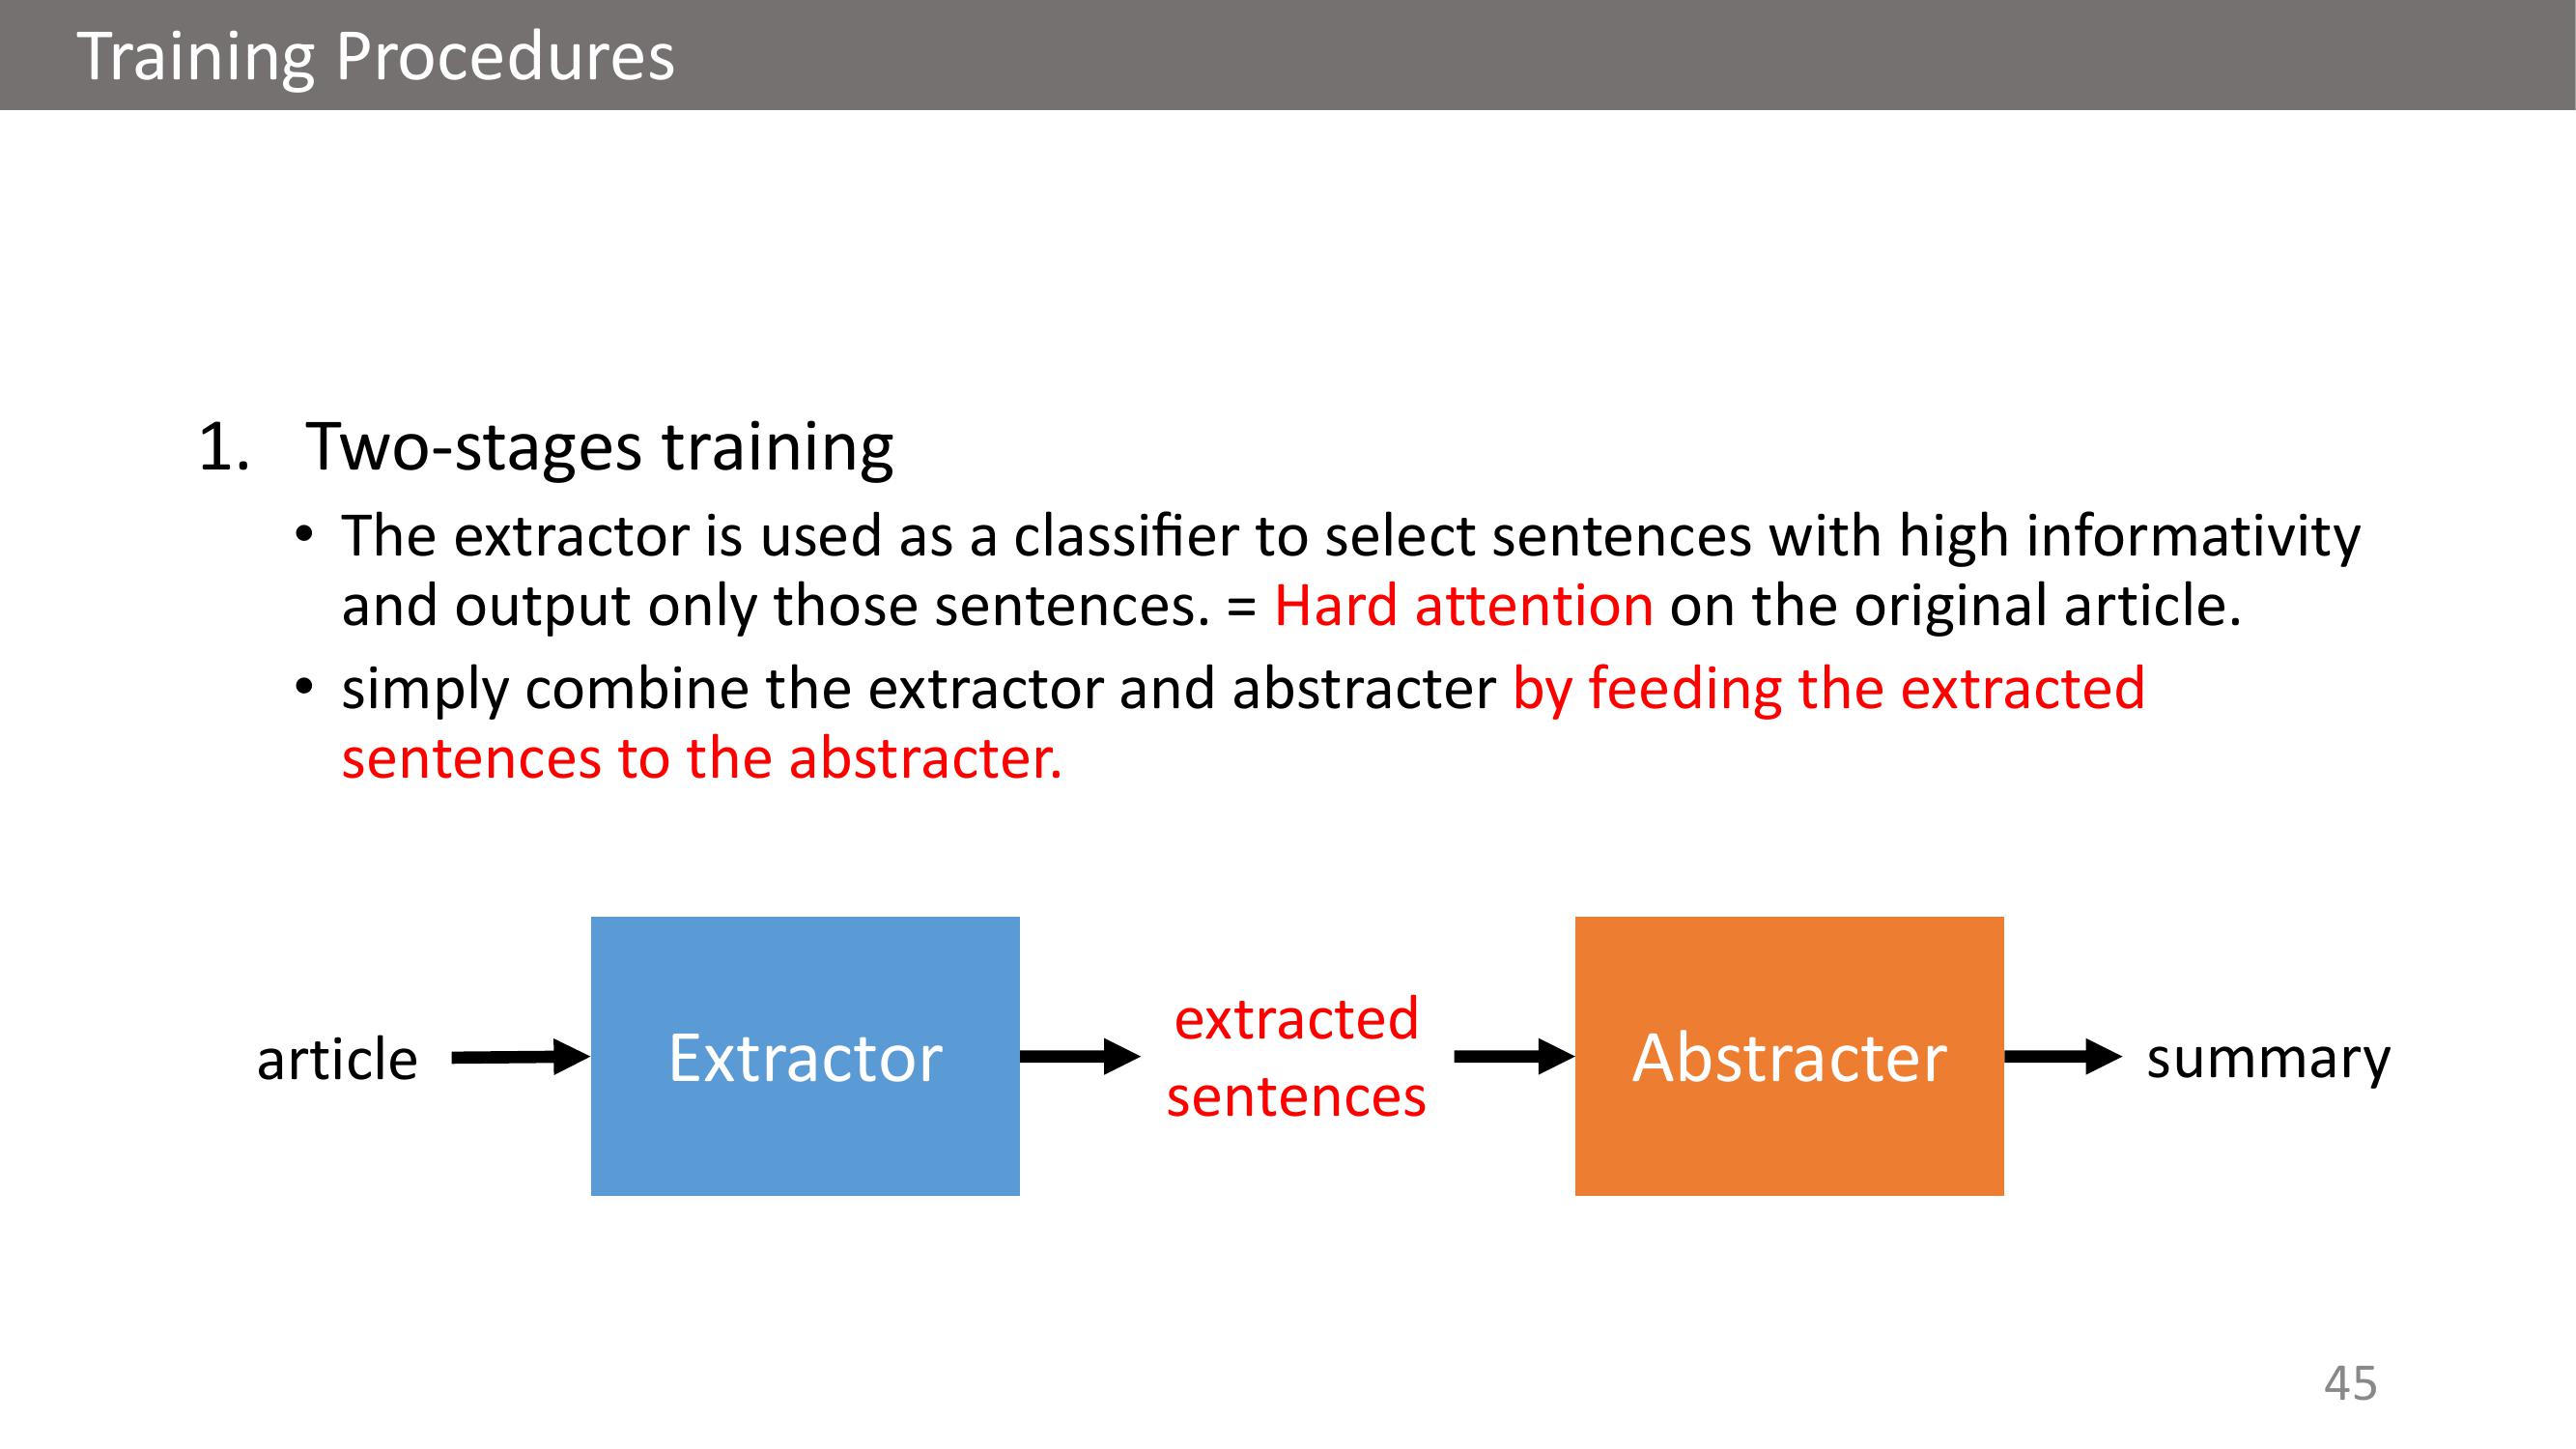 Training Procedures
1. Two-stages training
• The extractor is used as a classifier to select sentences with high informativity
and output only those sentences. = Hard attention on the original article.
• simply combine the extractor and abstracter by feeding the extracted
sentences to the abstracter.
article
Extractor
extracted
sentences
Abstracter
summary
45